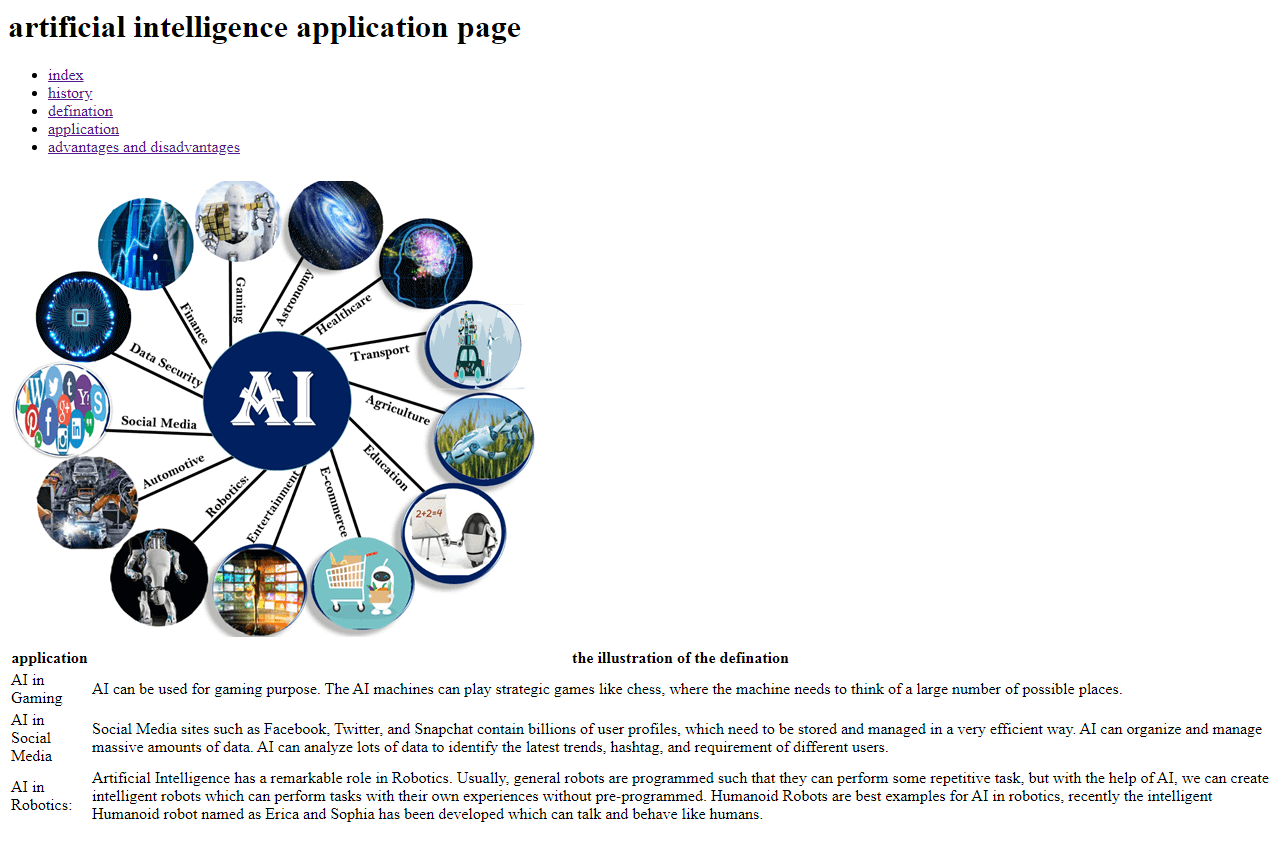 artificial intelligence application page
index
history
defination
application
advantages and disadvantages
Gaming
Astronomy
Finance
Healthcare
Data Security
Transport
AI
Social Media
Agriculture
Automotive
Education
Robotics:
Entertainment
E-commerce
2+2=4
application the illustration of the defination
AI in
Gaming
AI can be used for gaming purpose. The AI machines can play strategic games like chess, where the machine needs to think of a large number of possible places.
AI in
Social
Media
Social Media sites such as Facebook, Twitter, and Snapchat contain billions of user profiles, which need to be stored and managed in a very efficient way. AI can organize and manage
massive amounts of data. AI can analyze lots of data to identify the latest trends, hashtag, and requirement of different users.
AI in
Robotics:
Artificial Intelligence has a remarkable role in Robotics. Usually, general robots are programmed such that they can perform some repetitive task, but with the help of AI, we can create
intelligent robots which can perform tasks with their own experiences without pre-programmed. Humanoid Robots are best examples for AI in robotics, recently the intelligent
Humanoid robot named as Erica and Sophia has been developed which can talk and behave like humans.